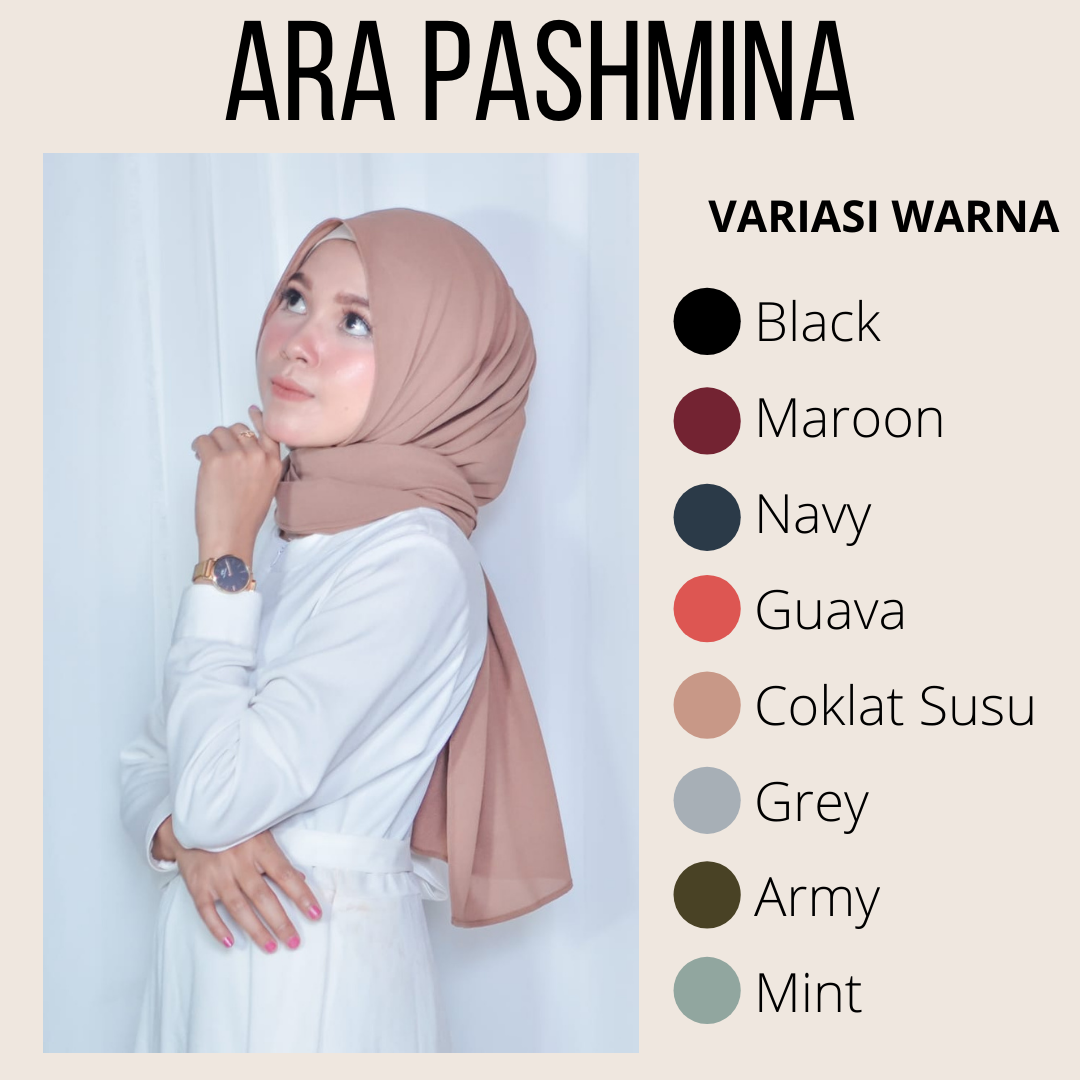 ARA PASHMINA
VARIASI WARNA
Black
Maroon
Navy
Guava
Coklat Susu
Grey
Army
Mint